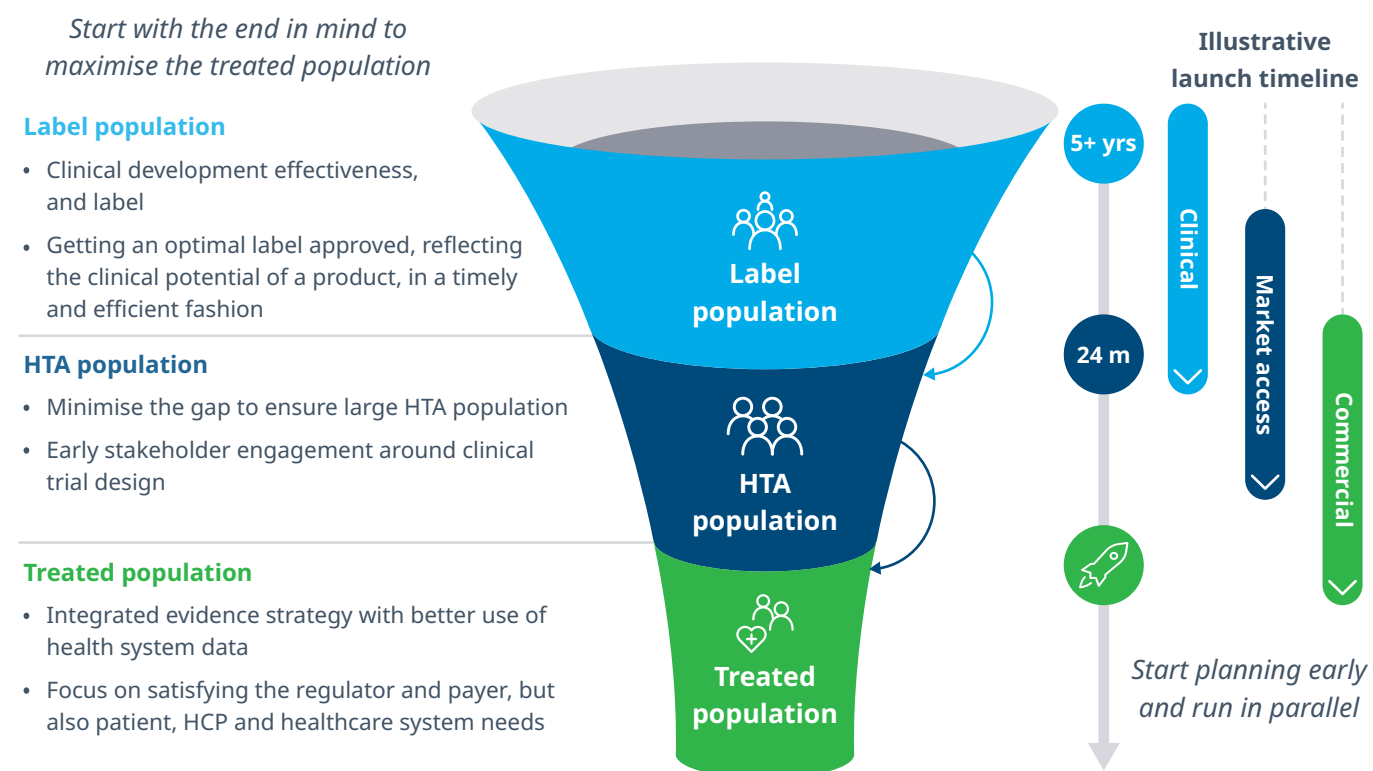 Start with the end in mind to
maximise the treated population
Label population
• Clinical development effectiveness,
and label
• Getting an optimal label approved, reflecting
the clinical potential of a product, in a timely
and efficient fashion
HTA population
• Minimise the gap to ensure large HTA population
• Early stakeholder engagement around clinical
trial design
Treated population
• Integrated evidence strategy with better use of
health system data
• Focus on satisfying the regulator and payer, but
also patient, HCP and healthcare system needs
Label
population
HTA
population
Treated
population
Illustrative
launch timeline
5+ yrs
24 m
Clinical
Market access
Commercial
Start planning early
and run in parallel